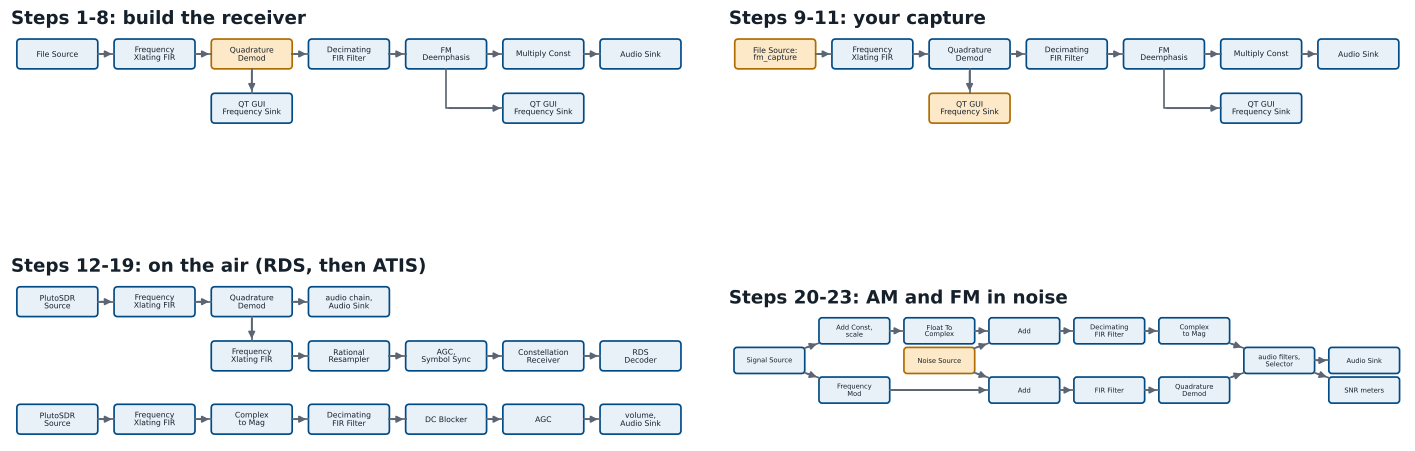 Steps 1-8: build the receiver
File Source
Frequency
Xlating FIR
Quadrature
Demod
Decimating
FIR Filter
FM
Deemphasis
Multiply Const
Audio Sink
QT GUI
Frequency Sink
QT GUI
Frequency Sink
Steps 9-11: your capture
File Source:
fm_capture
Frequency
Xlating FIR
Quadrature
Demod
Decimating
FIR Filter
FM
Deemphasis
Multiply Const
Audio Sink
QT GUI
Frequency Sink
QT GUI
Frequency Sink
Steps 12-19: on the air (RDS, then ATIS)
PlutoSDR
Source
Frequency
Xlating FIR
Quadrature
Demod
audio chain,
Audio Sink
Frequency
Xlating FIR
Rational
Resampler
AGC,
Symbol Sync
Constellation
Receiver
RDS
Decoder
PlutoSDR
Source
Frequency
Xlating FIR
Complex
to Mag
Decimating
FIR Filter
DC Blocker
AGC
volume,
Audio Sink
Steps 20-23: AM and FM in noise
Signal Source
Add Const,
scale
Float To
Complex
Add
Decimating
FIR Filter
Complex
to Mag
Noise Source
audio filters,
Selector
Audio Sink
Frequency
Mod
Add
FIR Filter
Quadrature
Demod
SNR meters